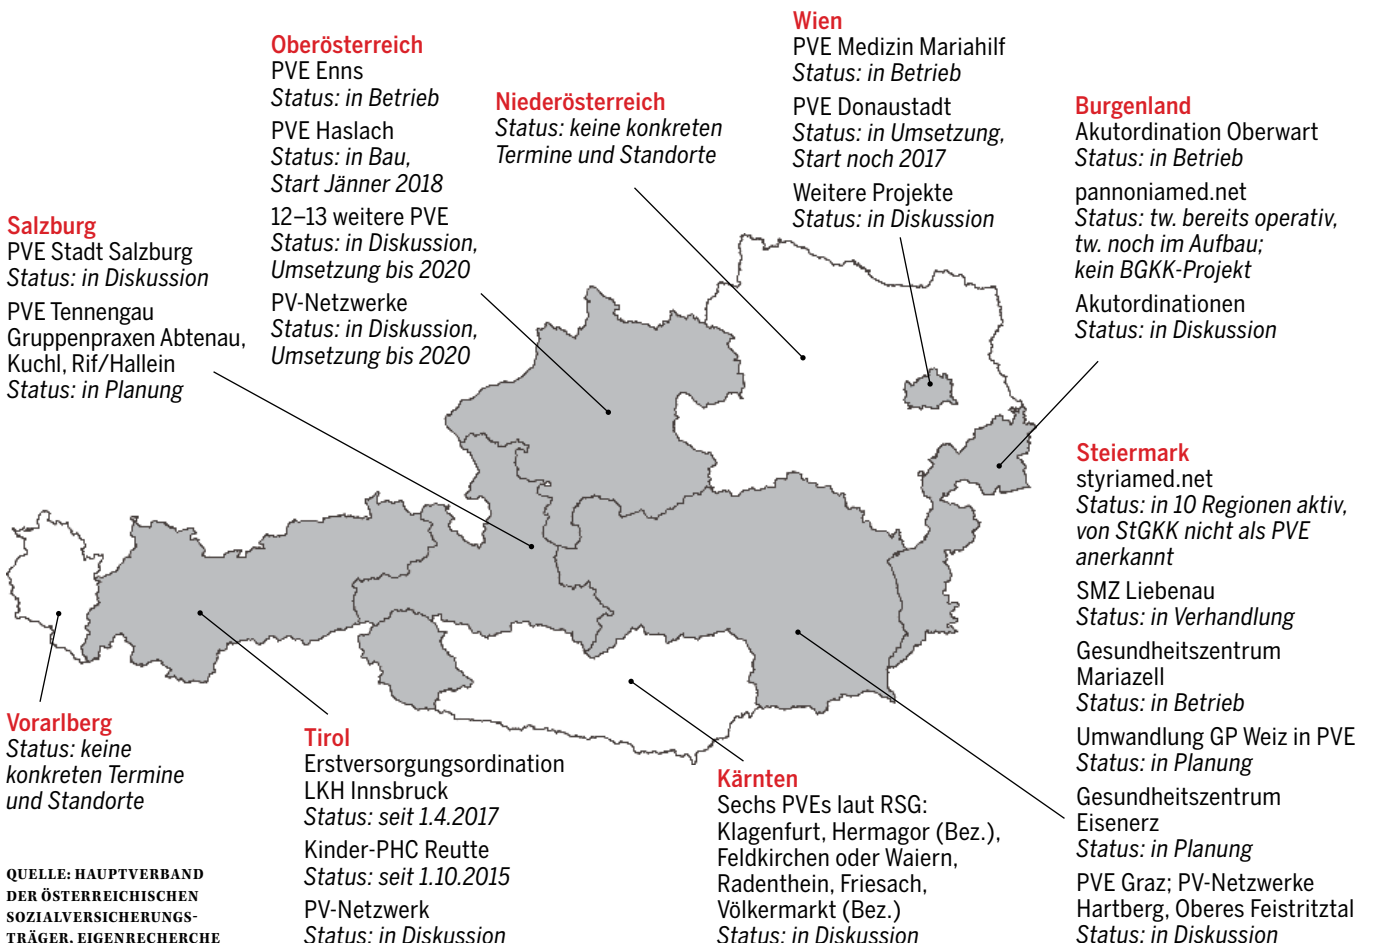 Wien
PVE Medizin Mariahilf
Status: in Betrieb
PVE Donaustadt
Status: in Umsetzung,
Start noch 2017
Weitere Projekte
Status: in Diskussion
Oberösterreich
PVE Enns
Status: in Betrieb
PVE Haslach
Status: in Bau,
Start Jänner 2018
12–13 weitere PVE
Status: in Diskussion,
Umsetzung bis 2020
PV-Netzwerke
Status: in Diskussion,
Umsetzung bis 2020
Niederösterreich
Status: keine konkreten
Termine und Standorte
Burgenland
Akutordination Oberwart
Status: in Betrieb
pannoniamed.net
Status: tw. bereits operativ,
tw. noch im Aufbau;
kein BGKK-Projekt
Akutordinationen
Status: in Diskussion
Salzburg
PVE Stadt Salzburg
Status: in Diskussion
PVE Tennengau
Gruppenpraxen Abtenau,
Kuchl, Rif/Hallein
Status: in Planung
Steiermark
styriamed.net
Status: in 10 Regionen aktiv,
von StGKK nicht als PVE
anerkannt
SMZ Liebenau
Status: in Verhandlung
Gesundheitszentrum
Mariazell
Status: in Betrieb
Umwandlung GP Weiz in PVE
Status: in Planung
Gesundheitszentrum
Eisenerz
Status: in Planung
PVE Graz; PV-Netzwerke
Hartberg, Oberes Feistritztal
Status: in Diskussion
Vorarlberg
Status: keine
konkreten Termine
und Standorte
Tirol
Erstversorgungsordination
LKH Innsbruck
Status: seit 1.4.2017
Kinder-PHC Reutte
Status: seit 1.10.2015
PV-Netzwerk
Status: in Diskussion
Kärnten
Sechs PVEs laut RSG:
Klagenfurt, Hermagor (Bez.),
Feldkirchen oder Waiern,
Radenthein, Friesach,
Völkermarkt (Bez.)
Status: in Diskussion
QUELLE: HAUPTVERBAND
DER ÖSTERREICHISCHEN
SOZIALVERSICHERUNGS-
TRÄGER, EIGENRECHERCHE